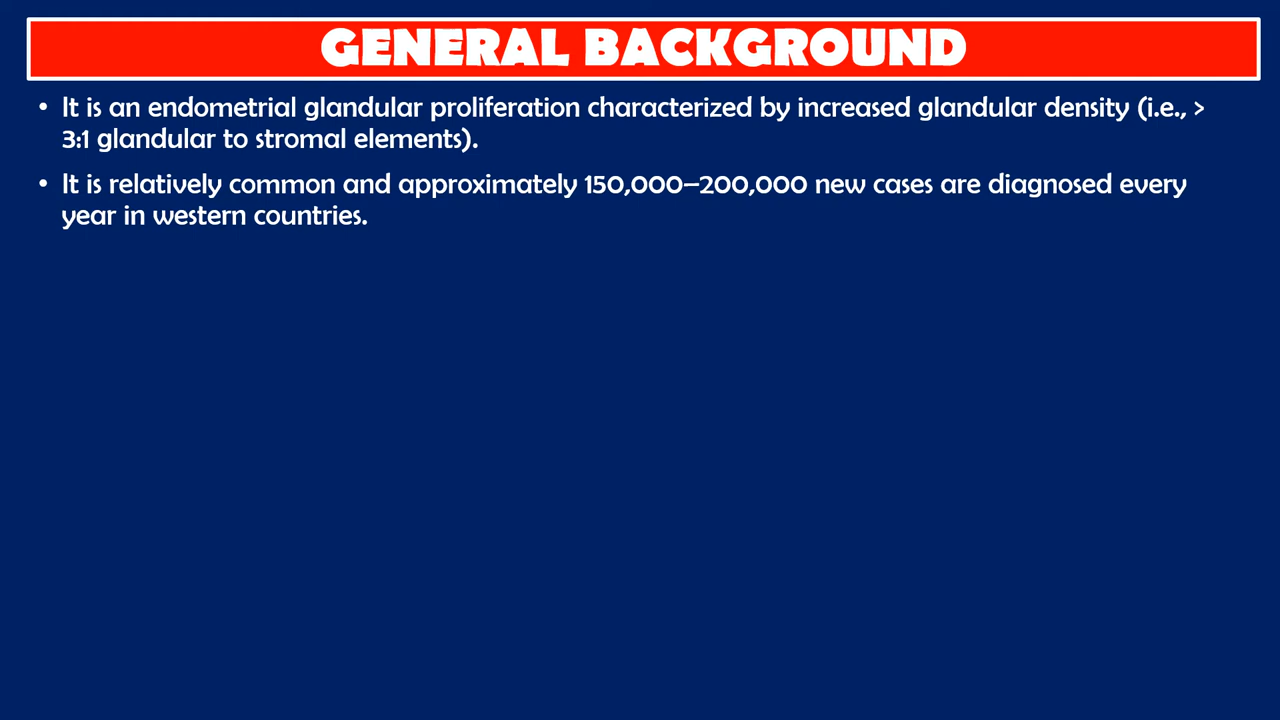 GENERAL BACKGROUND
• It is an endometrial glandular proliferation characterized by increased glandular density (i.e., >
3:1 glandular to stromal elements).
• It is relatively common and approximately 150,000–200,000 new cases are diagnosed every
year in western countries.